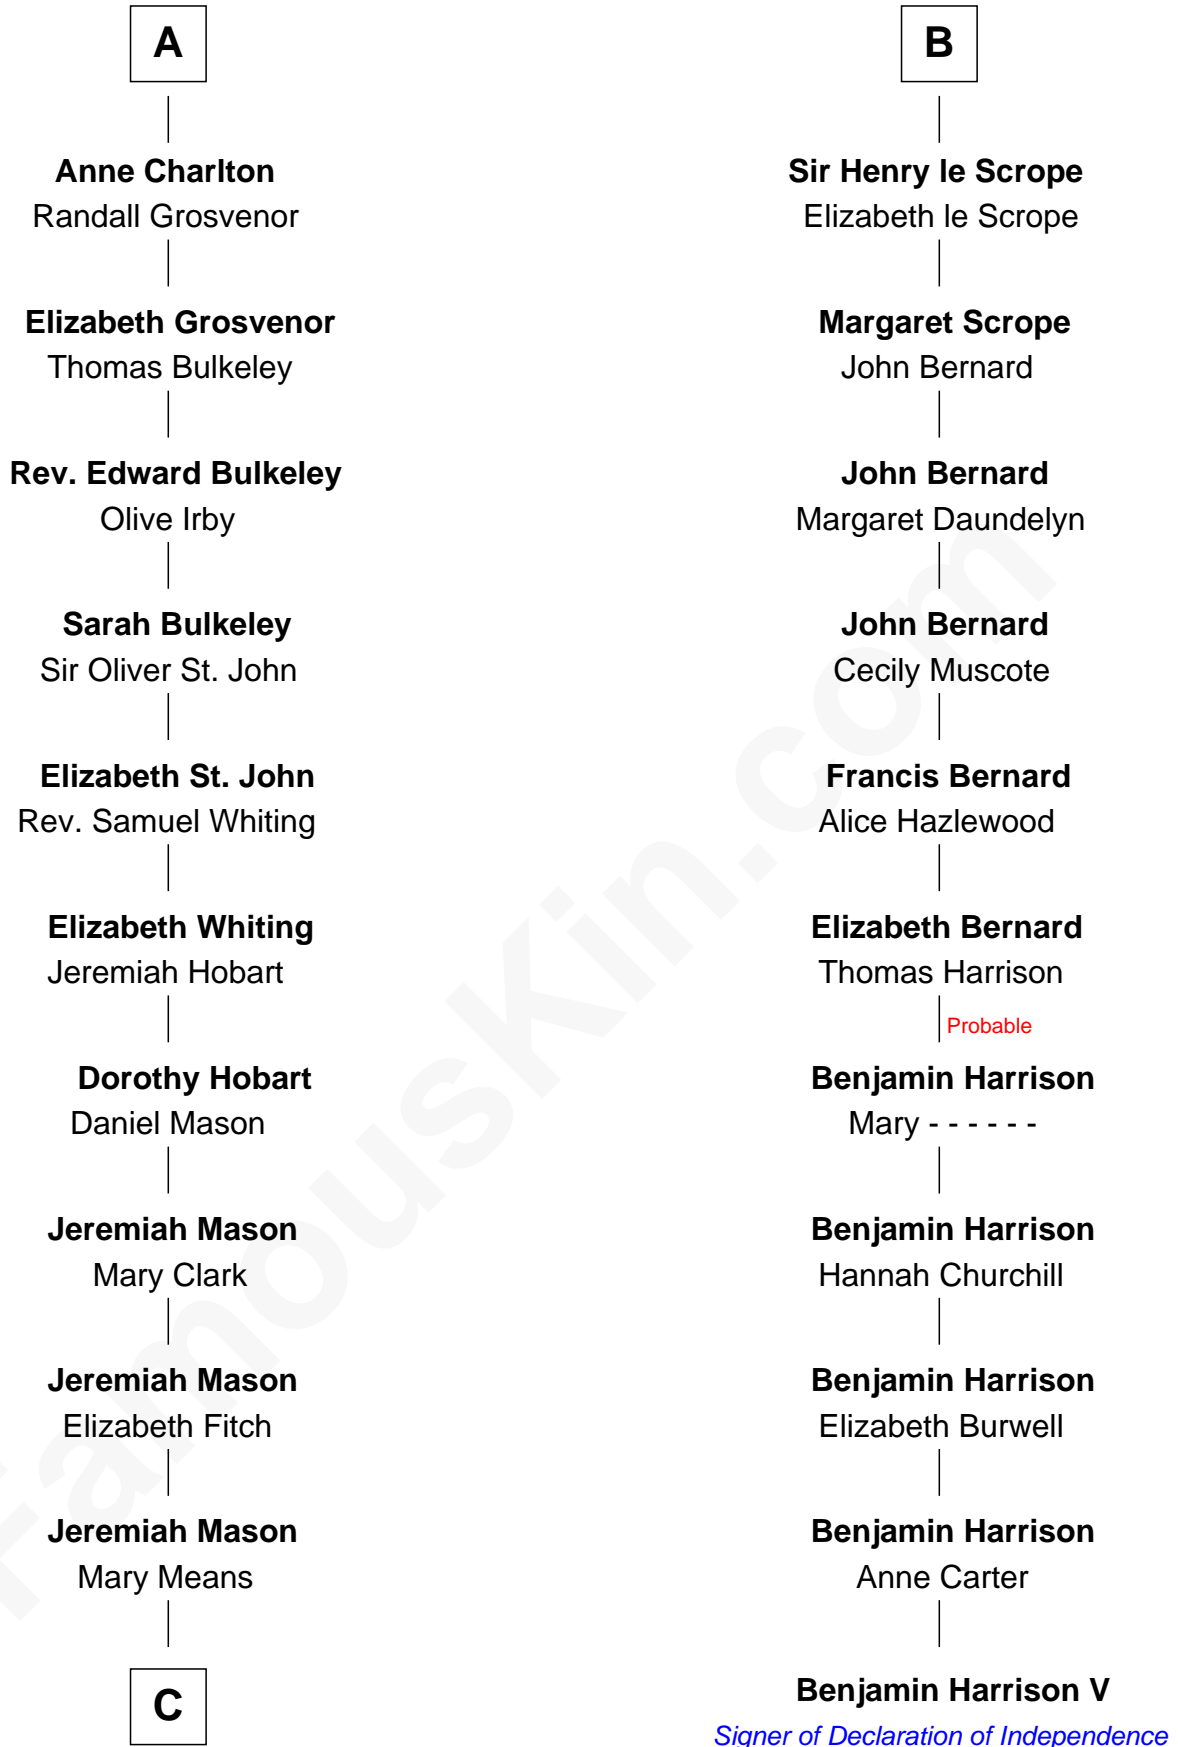 A
Anne Charlton
Randall Grosvenor
Elizabeth Grosvenor
Thomas Bulkeley
Rev. Edward Bulkeley
Olive Irby
Sarah Bulkeley
Sir Oliver St. John
Elizabeth St. John
Rev. Samuel Whiting
Elizabeth Whiting
Jeremiah Hobart
Dorothy Hobart
Daniel Mason
Jeremiah Mason
Mary Clark
Jeremiah Mason
Elizabeth Fitch
Jeremiah Mason
Mary Means
C
B
Sir Henry le Scrope
Elizabeth le Scrope
Margaret Scrope
John Bernard
John Bernard
Margaret Daundelyn
John Bernard
Cecily Muscote
Francis Bernard
Alice Hazlewood
Elizabeth Bernard
Thomas Harrison
Probable
Benjamin Harrison
Mary - - - - - -
Benjamin Harrison
Hannah Churchill
Benjamin Harrison
Elizabeth Burwell
Benjamin Harrison
Anne Carter
Benjamin Harrison V
Signer of Declaration of Independence
FamousKin.com